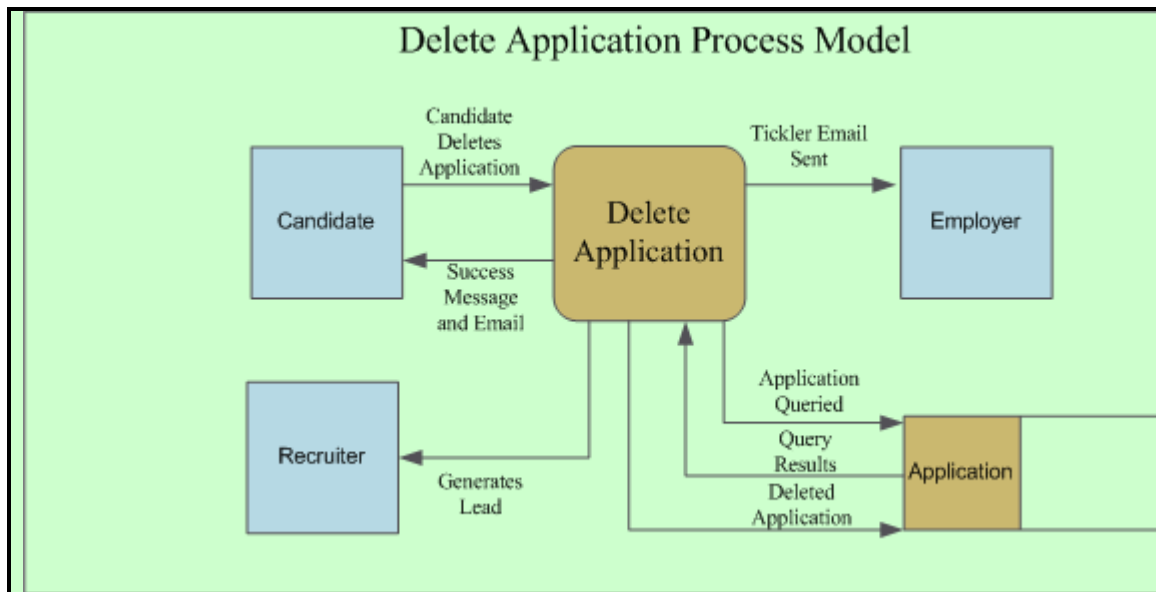 Delete Application Process Model
Candidate
Deletes
Application
Tickler Email
Sent
Candidate
Delete
Application
Employer
Success
Message
and Email
Application
Queried
Recruiter
Query
Results
Application
Generates
Lead
Deleted
Application